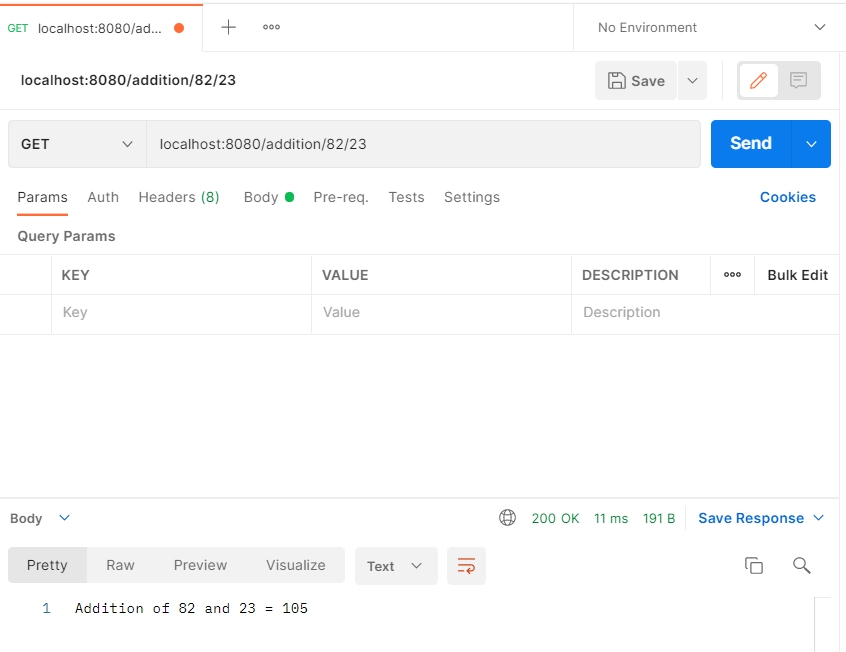 GET localhost:8080/ad... No Environment
localhost:8080/addition/82/23 Save
GET localhost:8080/addition/82/23 Send
Params Auth Headers (8) Body Pre-req. Tests Settings Cookies
Query Params
KEY VALUE DESCRIPTION Bulk Edit
Key Value Description
Body 200 OK 11 ms 191 B Save Response
Pretty Raw Preview Visualize Text
1 Addition of 82 and 23 = 105